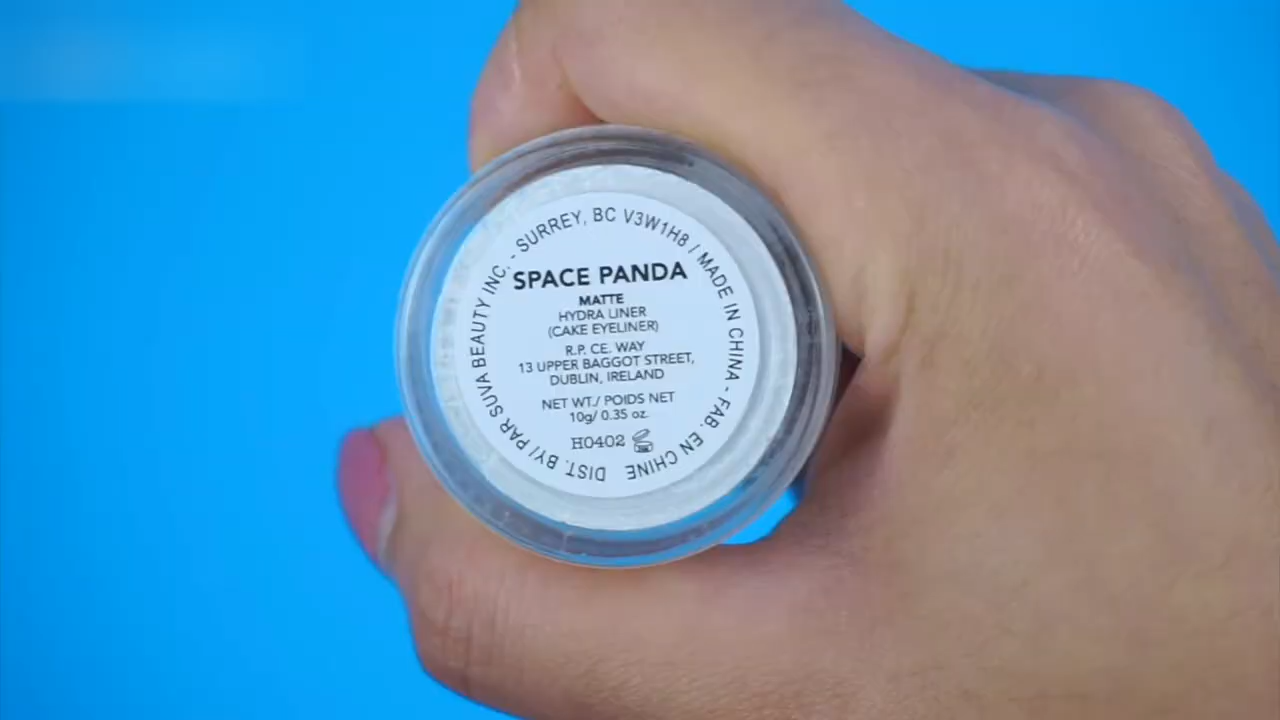 DIST. BY/ PAR SUVA BEAUTY INC. - SURREY, BC V3W1H8 / MADE IN CHINA - FAB. EN CHINE
SPACE PANDA
MATTE
HYDRA LINER
(CAKE EYELINER)
R.P. CE. WAY
13 UPPER BAGGOT STREET,
DUBLIN, IRELAND
NET WT./ POIDS NET
10g/ 0.35 oz.
H0402